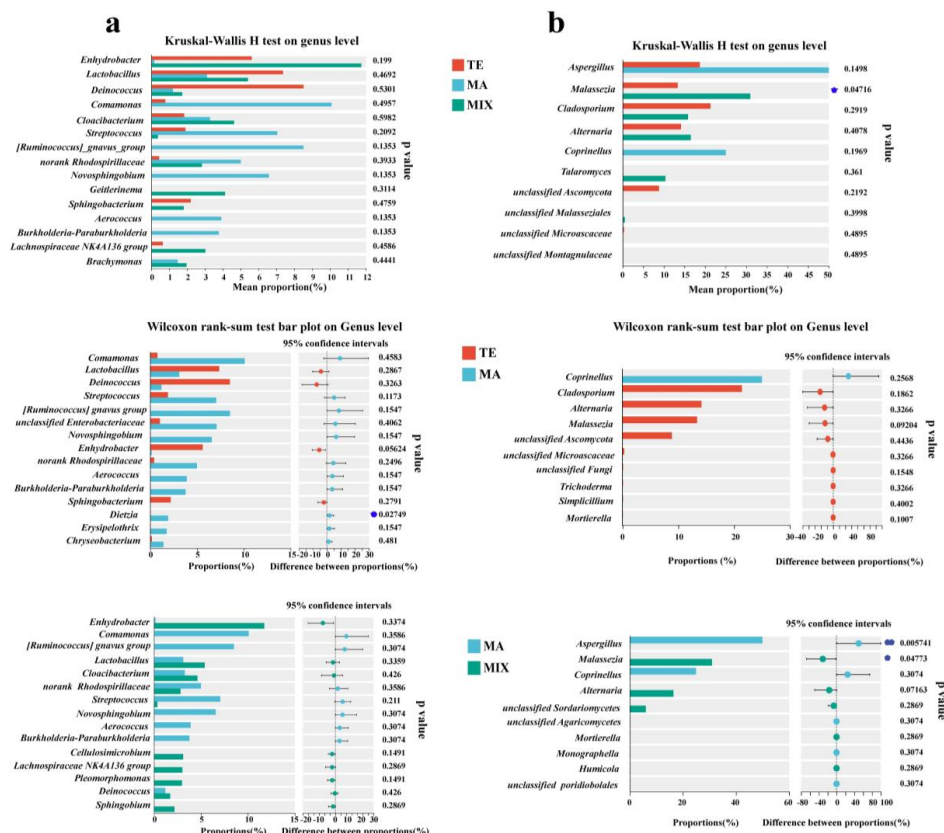 a
Kruskal-Wallis H test on genus level
Enhydrobacter 0.199
Lactobacillus 0.4692
Deinococcus 0.5301
Comamonas 0.4957
Cloacibacterium 0.5982
Streptococcus 0.2092
[Ruminococcus]_gnavus_group 0.1353
norank Rhodospirillaceae 0.3933
Novosphingobium 0.1353
Geitlerinema 0.3114
Sphingobacterium 0.4759
Aerococcus 0.1353
Burkholderia-Paraburkholderia 0.1353
Lachnospiraceae NK4A136 group 0.4586
Brachymonas 0.4441
p value
0 1 2 3 4 5 6 7 8 9 10 11 12
Mean proportion(%)
TE
MA
MIX
b
Kruskal-Wallis H test on genus level
Aspergillus 0.1498
Malassezia 0.04716
Cladosporium 0.2919
Alternaria 0.4078
Coprinellus 0.1969
Talaromyces 0.361
unclassified Ascomycota 0.2192
unclassified Malasseziales 0.3998
unclassified Microascaceae 0.4895
unclassified Montagnulaceae 0.4895
p value
0 5 10 15 20 25 30 35 40 45 50
Mean proportion(%)
Wilcoxon rank-sum test bar plot on Genus level
95% confidence intervals
Comamonas 0.4583
Lactobacillus 0.2867
Deinococcus 0.3263
Streptococcus 0.1173
[Ruminococcus] gnavus group 0.1547
unclassified Enterobacteriaceae 0.4062
Novosphingbium 0.1547
Enhydrobacter 0.05624
norank Rhodospirillaceae 0.2496
Aerococcus 0.1547
Burkholderia-Paraburkholderia 0.1547
Sphingobacterium 0.2791
Dietzia 0.02749
Erysipelothrix 0.1547
Chryseobacterium 0.481
p value
0 5 10 15
Proportions(%)
-20 -10 0 10 20 30
Difference between proportions(%)
TE
MA
Wilcoxon rank-sum test bar plot on Genus level
95% confidence intervals
Coprinellus 0.2568
Cladosporium 0.1862
Alternaria 0.3266
Malassezia 0.09204
unclassified Ascomycota 0.4436
unclassified Microascaceae 0.3266
unclassified Fungi 0.1548
Trichoderma 0.3266
Simplicillium 0.4002
Mortierella 0.1007
p value
0 10 20 30
Proportions (%)
-40 0 40 80
Difference between proportions(%)
95% confidence intervals
Enhydrobacter 0.3374
Comamonas 0.3586
[Ruminococcus] gnavus group 0.3074
Lactobacillus 0.3359
Cloacibacterium 0.426
norank Rhodospirillaceae 0.3586
Streptococcus 0.211
Novosphingbium 0.3074
Aerococcus 0.3074
Burkholderia-Paraburkholderia 0.3074
Cellulosimicrobium 0.1491
Lachnospiraceae NK4A136 group 0.2869
Pleomorphomonas 0.1491
Deinococcus 0.426
Sphingobium 0.2869
p value
0 5 10 15
Proportions(%)
-30 -20 -10 0 10 20 30
Difference between proportions(%)
MA
MIX
95% confidence intervals
Aspergillus 0.005741
Malassezia 0.04773
Coprinellus 0.3074
Alternaria 0.07163
unclassified Sordariomycetes 0.2869
unclassified Agaricomycetes 0.3074
Mortierella 0.2869
Monographella 0.3074
Humicola 0.2869
unclassified poridiobolales 0.3074
p value
0 20 40 60
Proportions(%)
-80 -40 0 40 80 100
Difference between proportions(%)